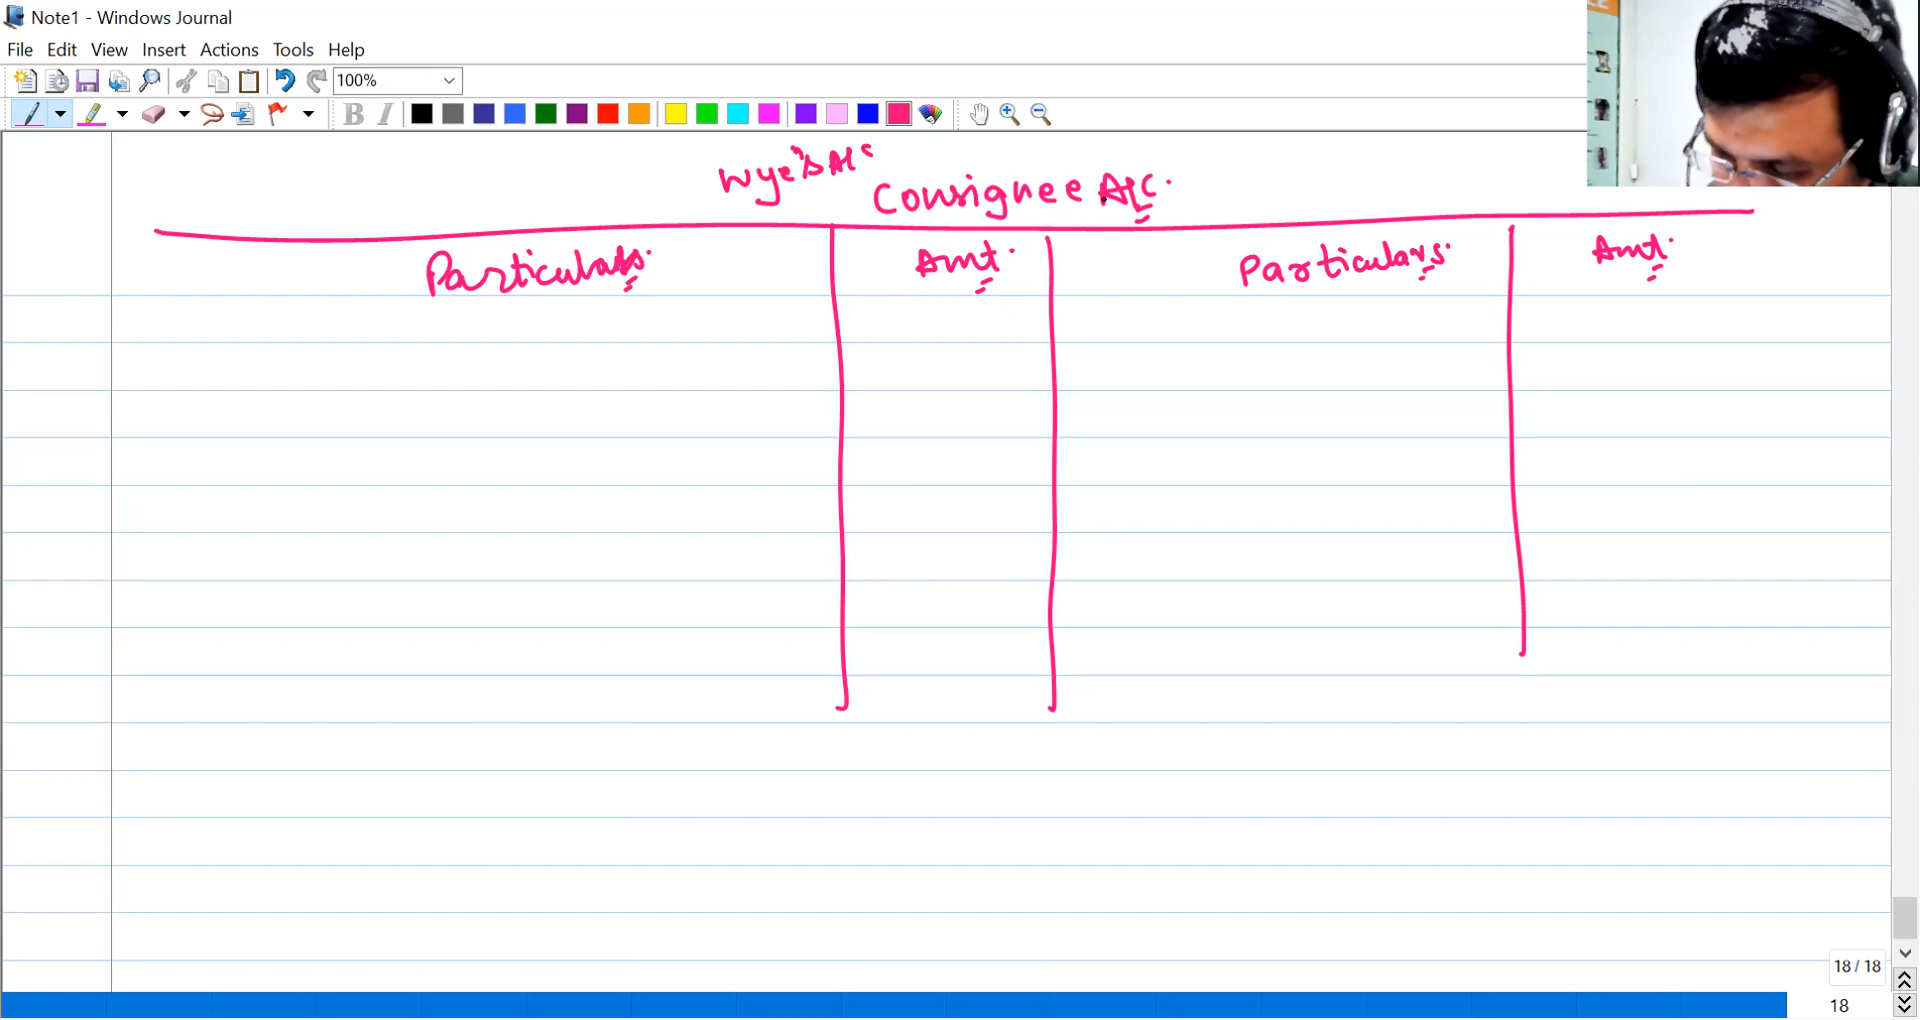 Note1 - Windows Journal
File Edit View Insert Actions Tools Help
100%
B I
Wye's A/c
Consignee A/c.
Particulars. Amt. Particulars. Amt.
18 / 18
18